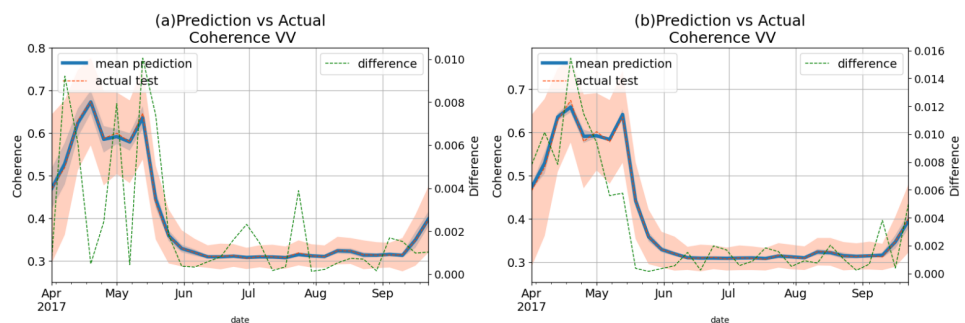 (a)Prediction vs Actual
Coherence VV
mean prediction
actual test
difference
0.8
0.7
0.6
0.5
0.4
0.3
Coherence
0.010
0.008
0.006
0.004
0.002
0.000
Difference
Apr
2017
May
Jun
Jul
Aug
Sep
date
(b)Prediction vs Actual
Coherence VV
mean prediction
actual test
difference
0.7
0.6
0.5
0.4
0.3
Coherence
0.016
0.014
0.012
0.010
0.008
0.006
0.004
0.002
0.000
Difference
Apr
2017
May
Jun
Jul
Aug
Sep
date